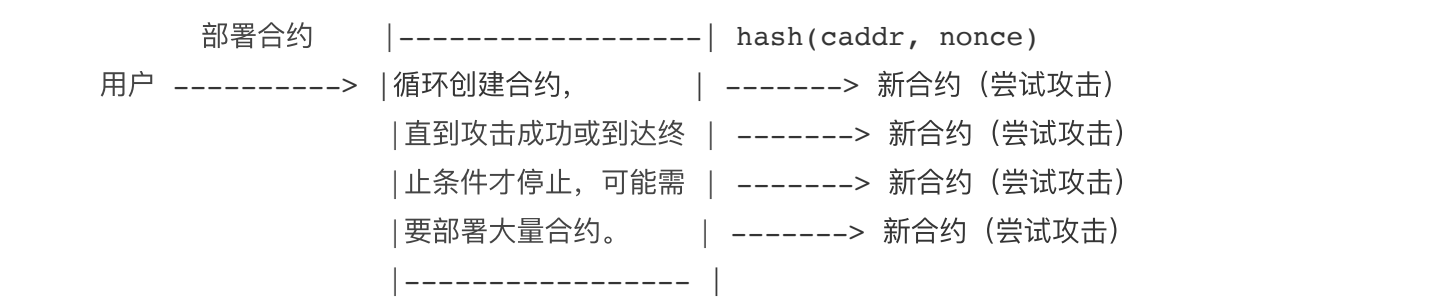 部署合约 |------------------| hash(caddr, nonce)
用户 ----------> |循环创建合约, | -------> 新合约（尝试攻击）
|直到攻击成功或到达终 | -------> 新合约（尝试攻击）
|止条件才停止，可能需 | -------> 新合约（尝试攻击）
|要部署大量合约。 | -------> 新合约（尝试攻击）
|----------------- |